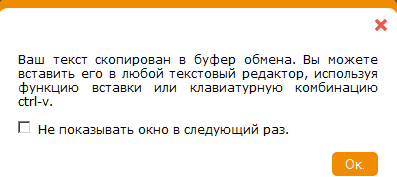 Ваш текст скопирован в буфер обмена. Вы можете
вставить его в любой текстовый редактор, используя
функцию вставки или клавиатурную комбинацию
ctrl-v.
Не показывать окно в следующий раз.
Ок.